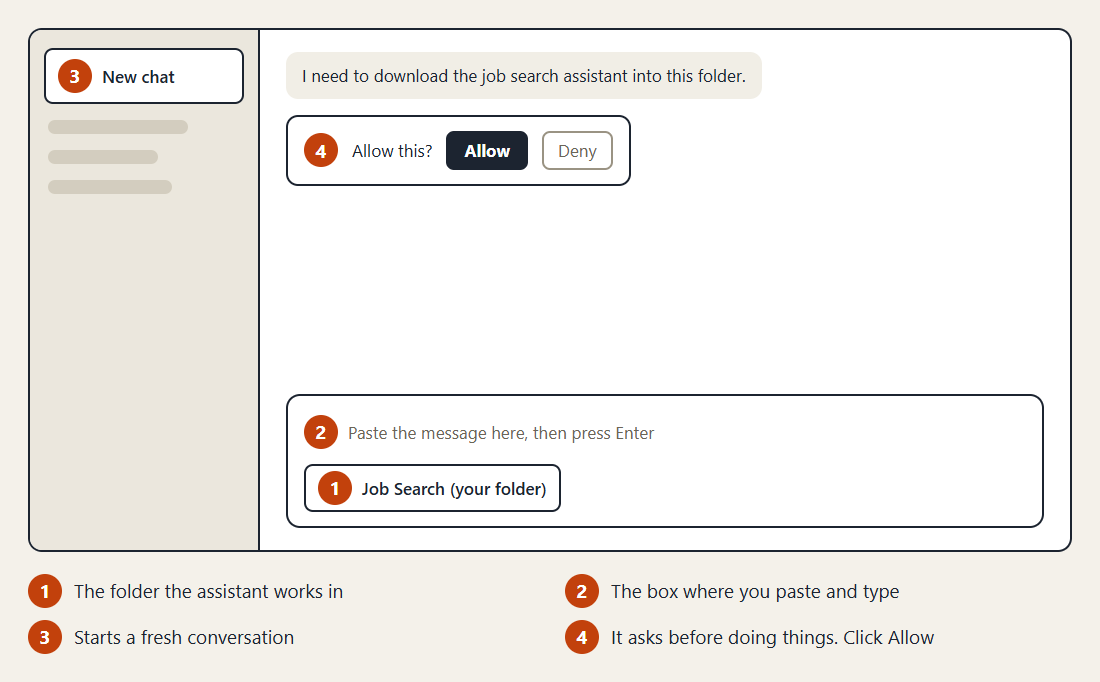 3 New chat
I need to download the job search assistant into this folder.
4 Allow this? Allow Deny
2 Paste the message here, then press Enter
1 Job Search (your folder)
1 The folder the assistant works in
2 The box where you paste and type
3 Starts a fresh conversation
4 It asks before doing things. Click Allow